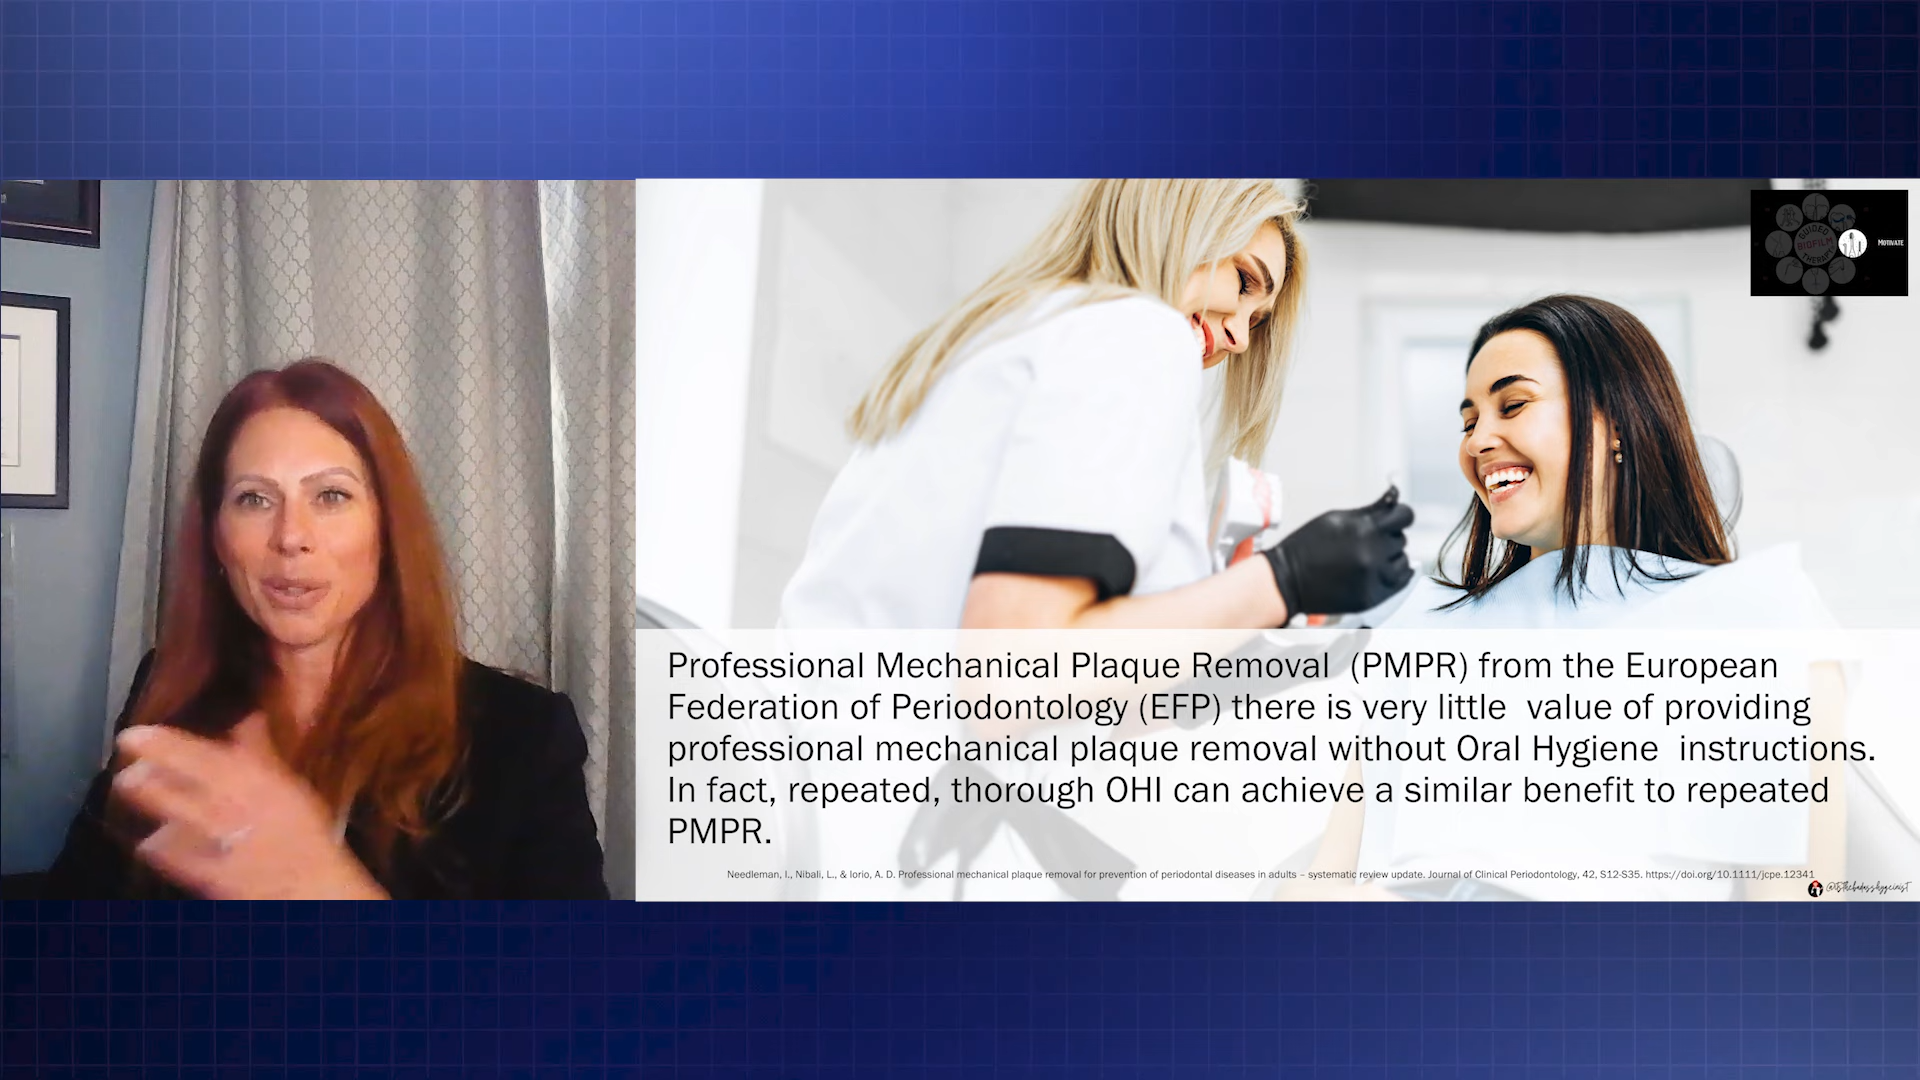 GUIDED
BIOFILM
THERAPY
MOTIVATE
Professional Mechanical Plaque Removal (PMPR) from the European
Federation of Periodontology (EFP) there is very little value of providing
professional mechanical plaque removal without Oral Hygiene instructions.
In fact, repeated, thorough OHI can achieve a similar benefit to repeated
PMPR.
Needleman, I., Nibali, L., & Iorio, A. D. Professional mechanical plaque removal for prevention of periodontal diseases in adults – systematic review update. Journal of Clinical Periodontology, 42, S12-S35. https://doi.org/10.1111/jcpe.12341